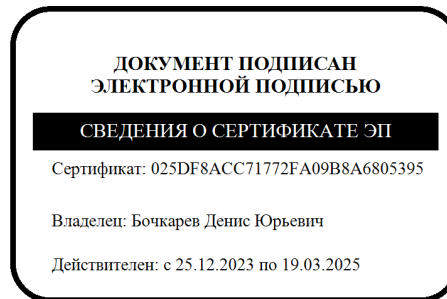 ДОКУМЕНТ ПОДПИСАН
ЭЛЕКТРОННОЙ ПОДПИСЬЮ
СВЕДЕНИЯ О СЕРТИФИКАТЕ ЭП
Сертификат: 025DF8ACC71772FA09B8A6805395
Владелец: Бочкарев Денис Юрьевич
Действителен: с 25.12.2023 по 19.03.2025